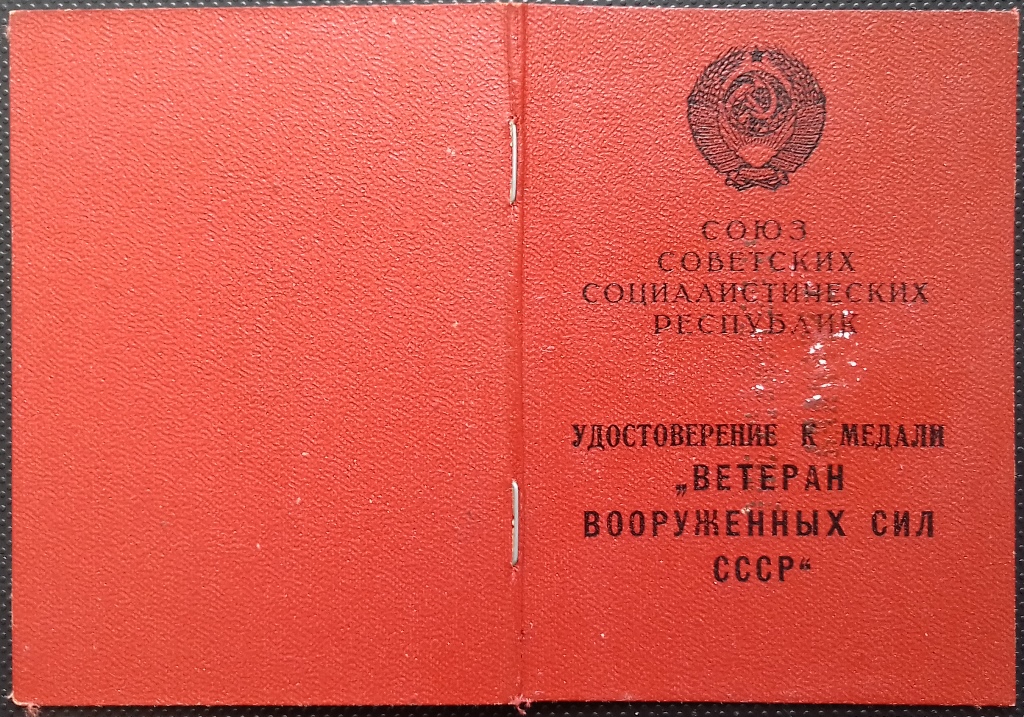 СОЮЗ
СОВЕТСКИХ
СОЦИАЛИСТИЧЕСКИХ
РЕСПУБЛИК
УДОСТОВЕРЕНИЕ К МЕДАЛИ
„ВЕТЕРАН
ВООРУЖЕННЫХ СИЛ
СССР“